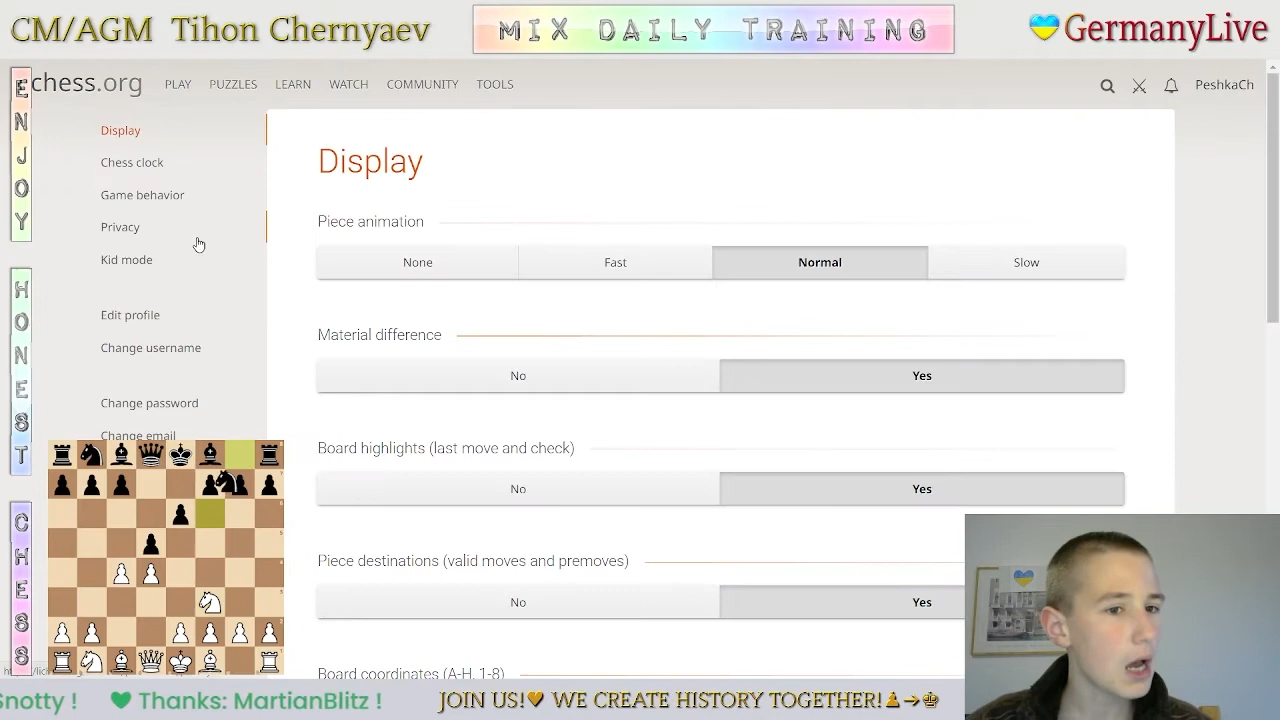 CM/AGM Tihon Chernyaev
MIX DAILY TRAINING
GermanyLive
ENJOY
HONEST
CHESS
chess.org
PLAY
PUZZLES
LEARN
WATCH
COMMUNITY
TOOLS
PeshkaCh
Display
Chess clock
Game behavior
Privacy
Kid mode
Edit profile
Change username
Change password
Change email
Display
Piece animation
None
Fast
Normal
Slow
Material difference
No
Yes
Board highlights (last move and check)
No
Yes
Piece destinations (valid moves and premoves)
No
Yes
Board coordinates (A-H, 1-8)
Snotty !
Thanks: MartianBlitz !
JOIN US! WE CREATE HISTORY TOGETHER!